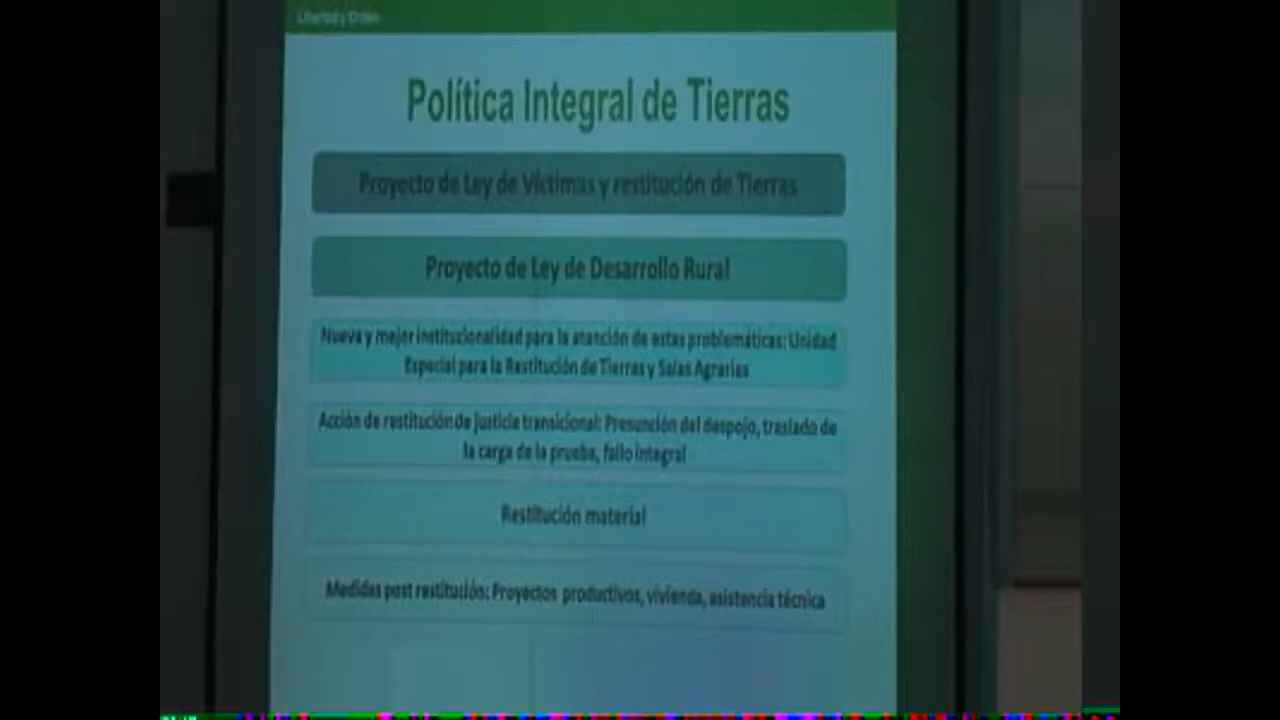 Libertad y Orden
Política Integral de Tierras
Proyecto de Ley de Víctimas y restitución de Tierras
Proyecto de Ley de Desarrollo Rural
Nueva y mejor institucionalidad para la atención de estas problemáticas: Unidad
Especial para la Restitución de Tierras y Salas Agrarias
Acción de restitución de justicia transicional: Presunción del despojo, traslado de
la carga de la prueba, fallo integral
Restitución material
Medidas post restitución: Proyectos productivos, vivienda, asistencia técnica